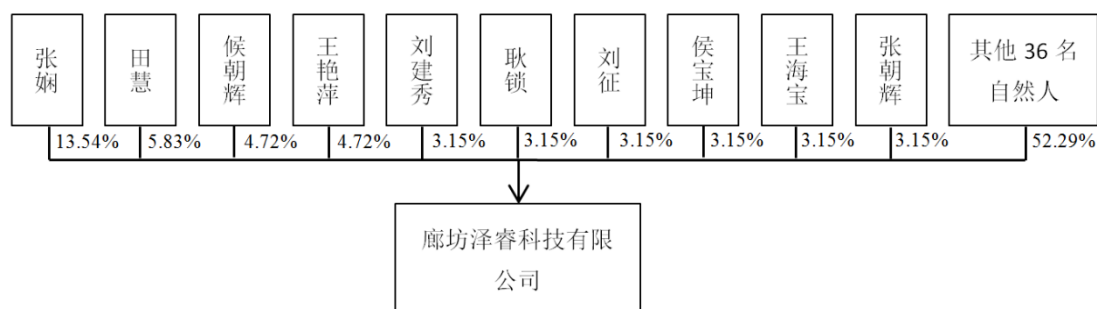 张娴
田慧
候朝辉
王艳萍
刘建秀
耿锁
刘征
侯宝坤
王海宝
张朝辉
其他 36 名
自然人
13.54%
5.83%
4.72%
4.72%
3.15%
3.15%
3.15%
3.15%
3.15%
3.15%
52.29%
廊坊泽睿科技有限
公司